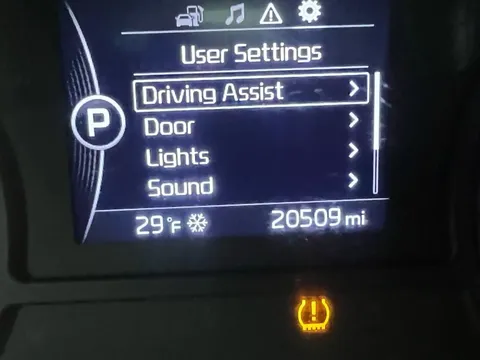 User Settings
Driving Assist
P
Door
Lights
Sound
29°F
20509 mi